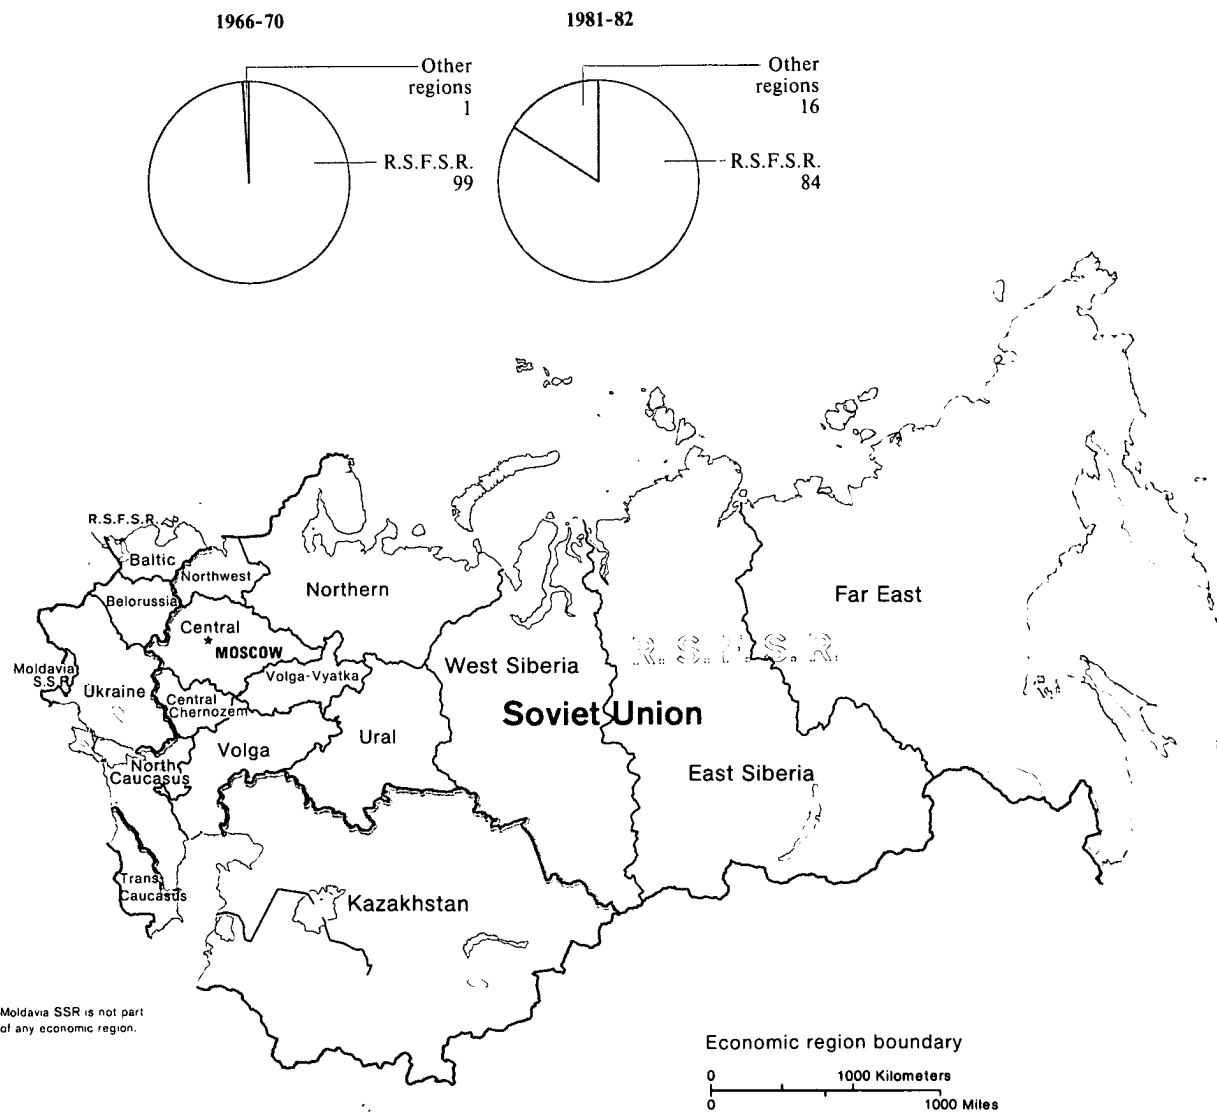 1966-70
1981-82
Other
regions
1
Other
regions
16
R.S.F.S.R.
99
R.S.F.S.R.
84
R.S.F.S.R.
Baltic
Northwest
Northern
Belorussia
Far East
Central
MOSCOW
R. S. F. S. R.
West Siberia
Moldavia
S.S.R.
Ukraine
Volga-Vyatka
Central
Chernozem
Soviet Union
Volga
Ural
North
Caucasus
East Siberia
Trans
Caucasus
Kazakhstan
Moldavia SSR is not part
of any economic region.
Economic region boundary
0 1000 Kilometers
0 1000 Miles